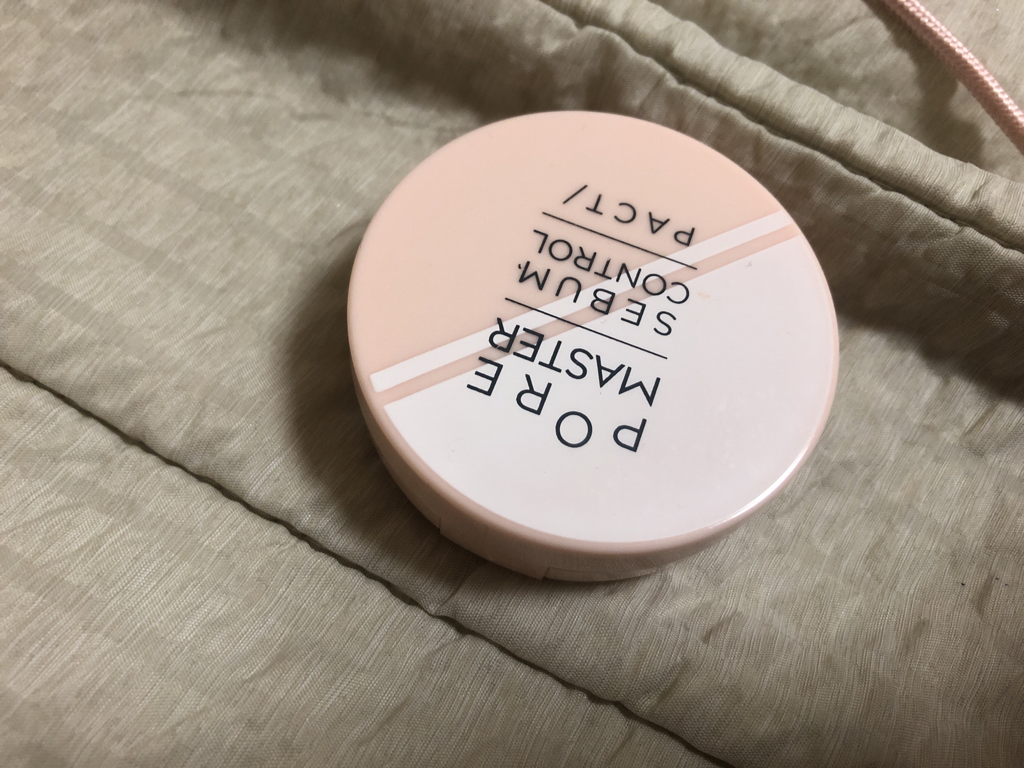 PORE
MASTER
SEBUM
CONTROL
PACT/